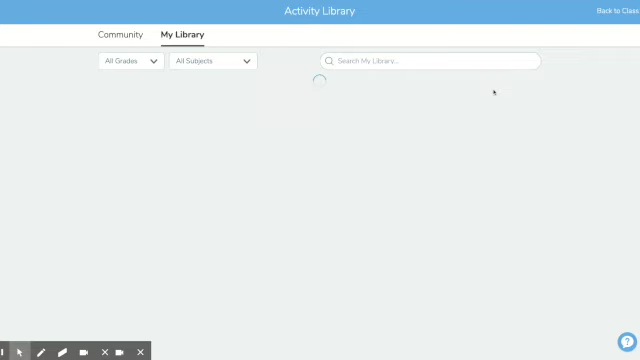 Activity Library
Back to Class
Community
My Library
All Grades
All Subjects
Search My Library...
?